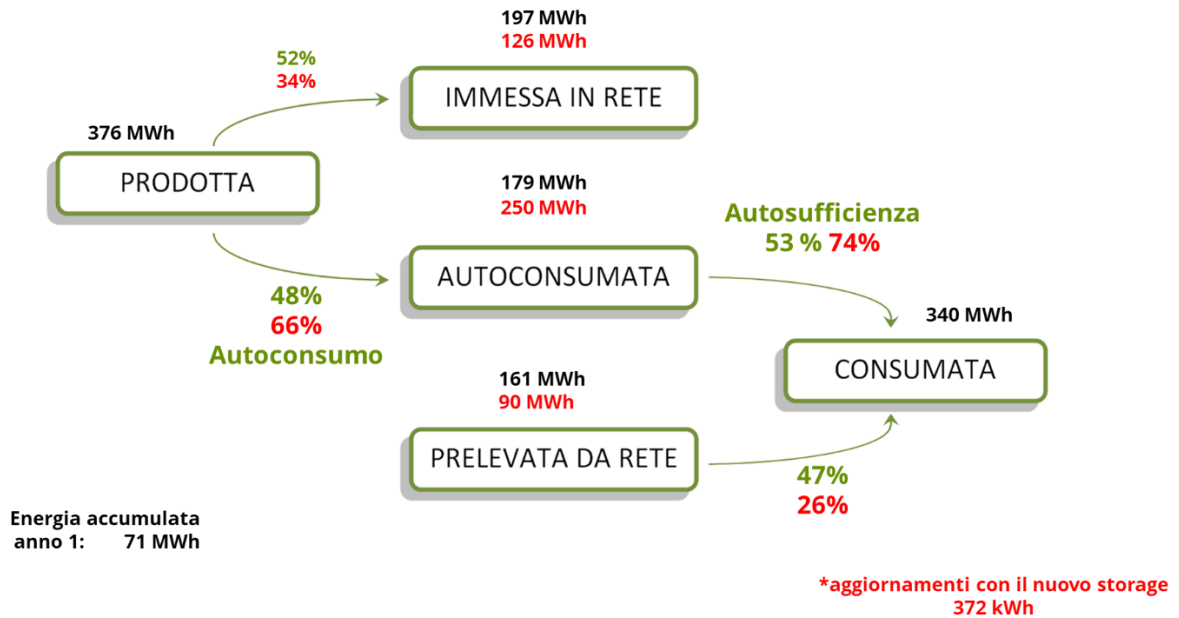 197 MWh
126 MWh
52%
34%
IMMESSA IN RETE
376 MWh
PRODOTTA
179 MWh
250 MWh
Autosufficienza
53 % 74%
AUTOCONSUMATA
48%
66%
Autoconsumo
340 MWh
CONSUMATA
161 MWh
90 MWh
PRELEVATA DA RETE
47%
26%
Energia accumulata
anno 1: 71 MWh
*aggiornamenti con il nuovo storage
372 kWh